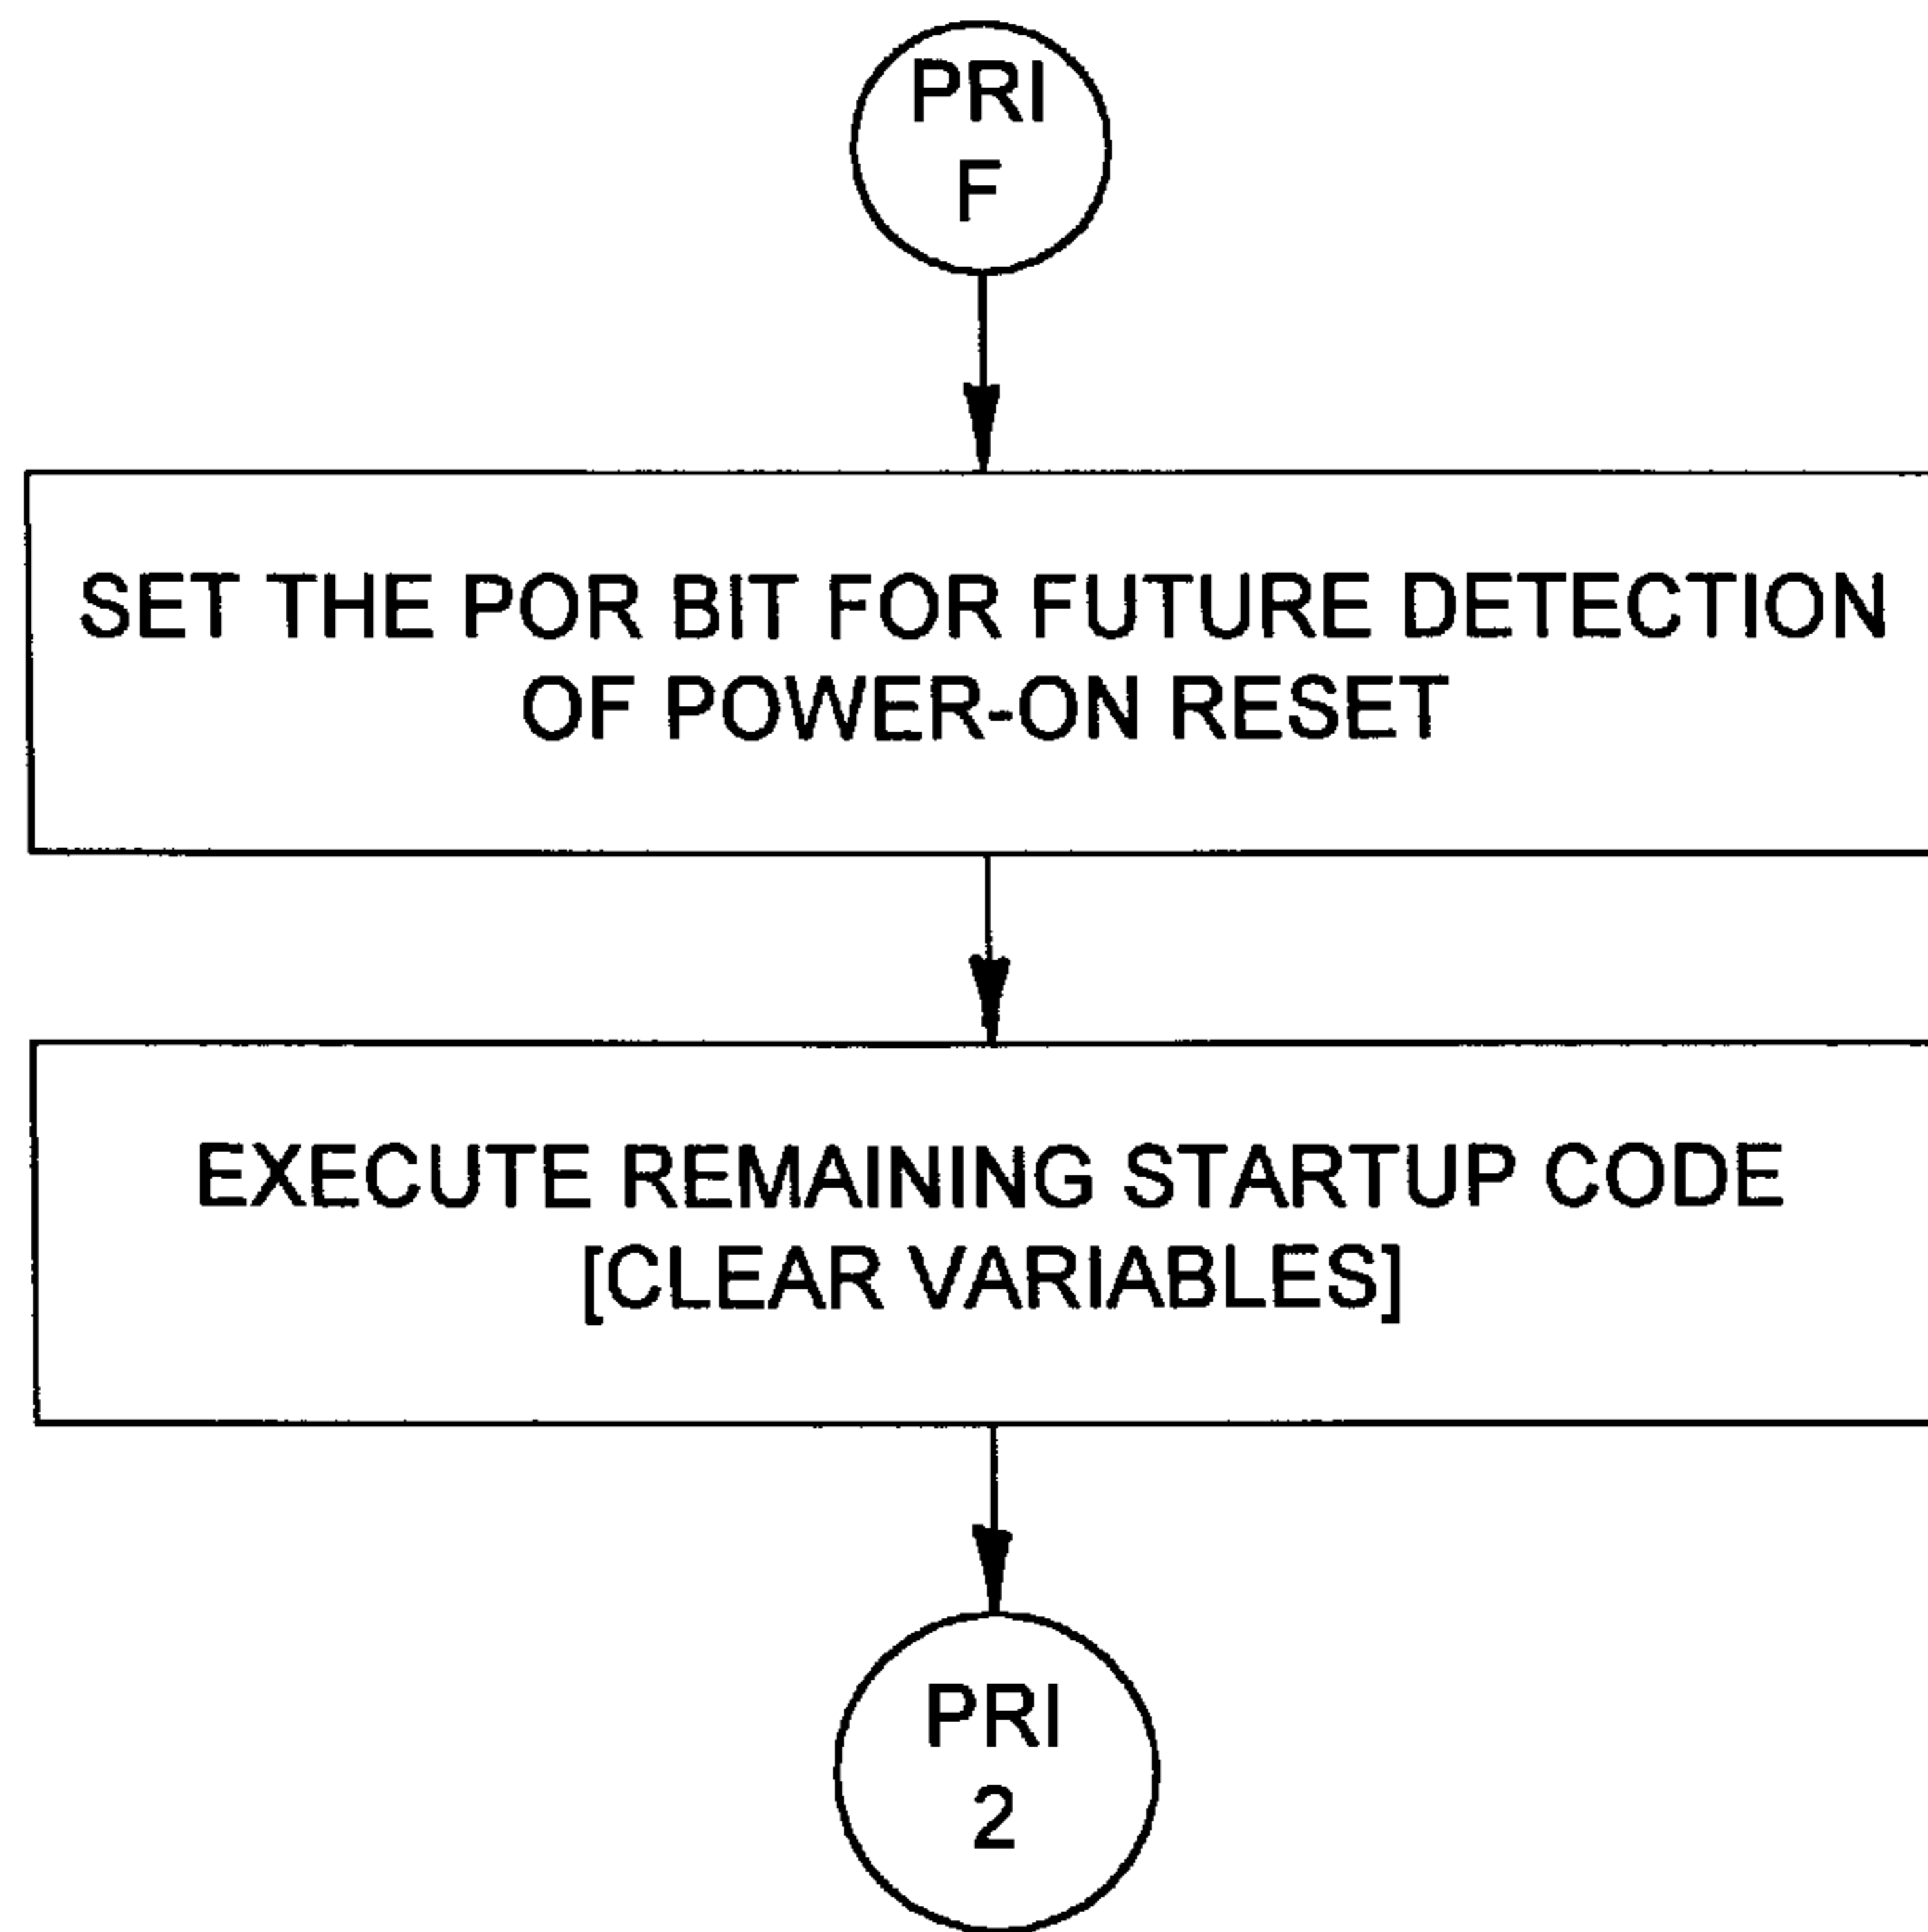 PRI
F
SET THE POR BIT FOR FUTURE DETECTION
OF POWER-ON RESET
EXECUTE REMAINING STARTUP CODE
[CLEAR VARIABLES]
PRI
2